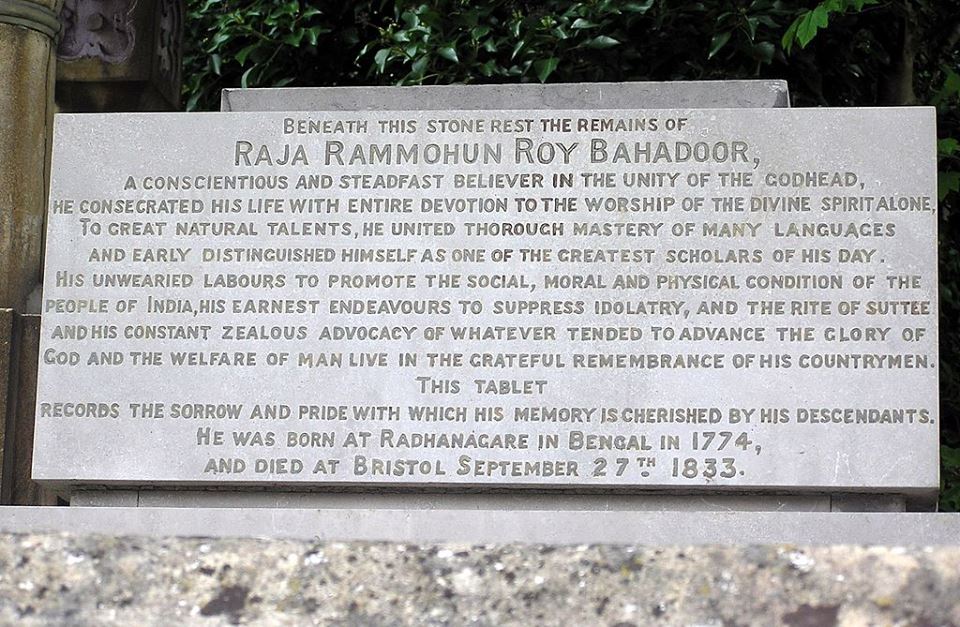 BENEATH THIS STONE REST THE REMAINS OF
RAJA RAMMOHUN ROY BAHADOOR,
A CONSCIENTIOUS AND STEADFAST BELIEVER IN THE UNITY OF THE GODHEAD,
HE CONSECRATED HIS LIFE WITH ENTIRE DEVOTION TO THE WORSHIP OF THE DIVINE SPIRIT ALONE,
TO GREAT NATURAL TALENTS, HE UNITED THOROUGH MASTERY OF MANY LANGUAGES
AND EARLY DISTINGUISHED HIMSELF AS ONE OF THE GREATEST SCHOLARS OF HIS DAY.
HIS UNWEARIED LABOURS TO PROMOTE THE SOCIAL, MORAL AND PHYSICAL CONDITION OF THE
PEOPLE OF INDIA, HIS EARNEST ENDEAVOURS TO SUPPRESS IDOLATRY, AND THE RITE OF SUTTEE
AND HIS CONSTANT ZEALOUS ADVOCACY OF WHATEVER TENDED TO ADVANCE THE GLORY OF
GOD AND THE WELFARE OF MAN LIVE IN THE GRATEFUL REMEMBRANCE OF HIS COUNTRYMEN.
THIS TABLET
RECORDS THE SORROW AND PRIDE WITH WHICH HIS MEMORY IS CHERISHED BY HIS DESCENDANTS.
HE WAS BORN AT RADHANAGARE IN BENGAL IN 1774,
AND DIED AT BRISTOL SEPTEMBER 27TH 1833.